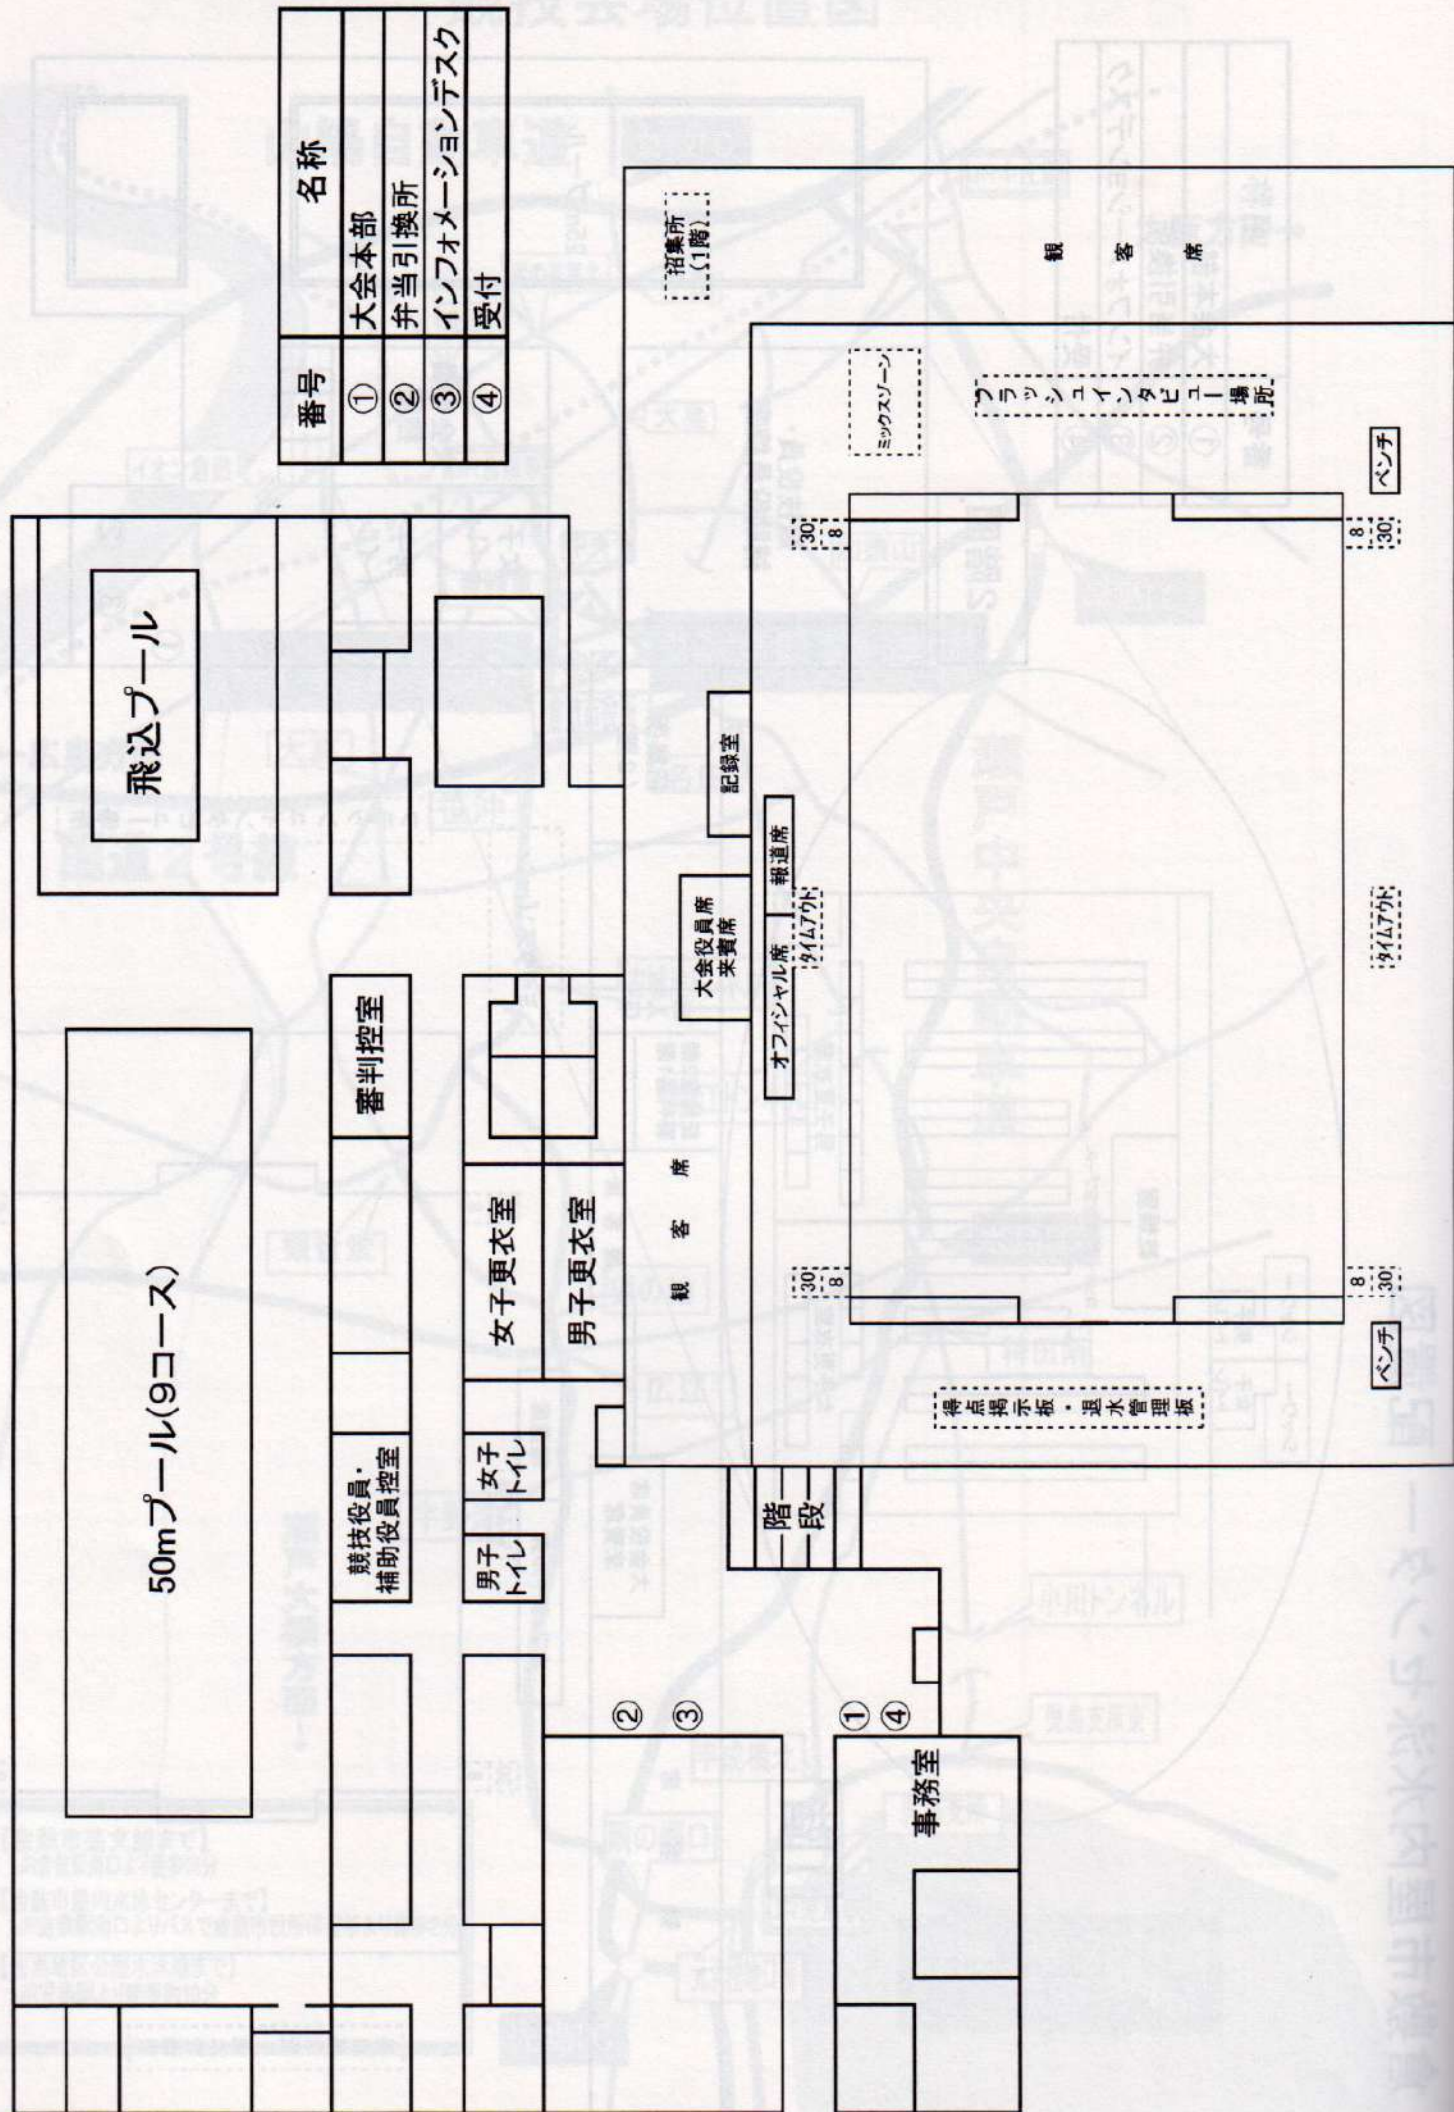 番号 名称
① 大会本部
② 弁当引換所
③ インフォメーションデスク
④ 受付
50mプール(9コース)
飛込プール
競技役員・
補助役員控室
審判控室
男子
トイレ
女子
トイレ
女子更衣室
男子更衣室
②
③
①
④
事務室
階
段
観客席
大会役員席
来賓席
記録室
招集所
(1階)
オフィシャル席
報道席
タイムアウト
30
8
30
8
ミックスゾーン
得点掲示板・退水管理板
フラッシュインタビュー場所
観客席
8
30
8
30
ベンチ
タイムアウト
ベンチ